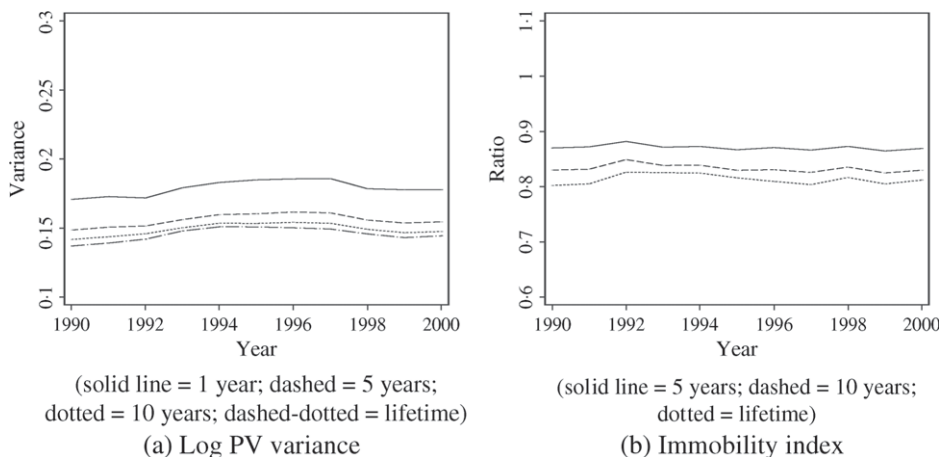 0·3
0·25
0·2
0·15
0·1
Variance
1990 1992 1994 1996 1998 2000
Year
(solid line = 1 year; dashed = 5 years;
dotted = 10 years; dashed-dotted = lifetime)
(a) Log PV variance
1·1
1
0·9
0·8
0·7
0·6
Ratio
1990 1992 1994 1996 1998 2000
Year
(solid line = 5 years; dashed = 10 years;
dotted = lifetime)
(b) Immobility index